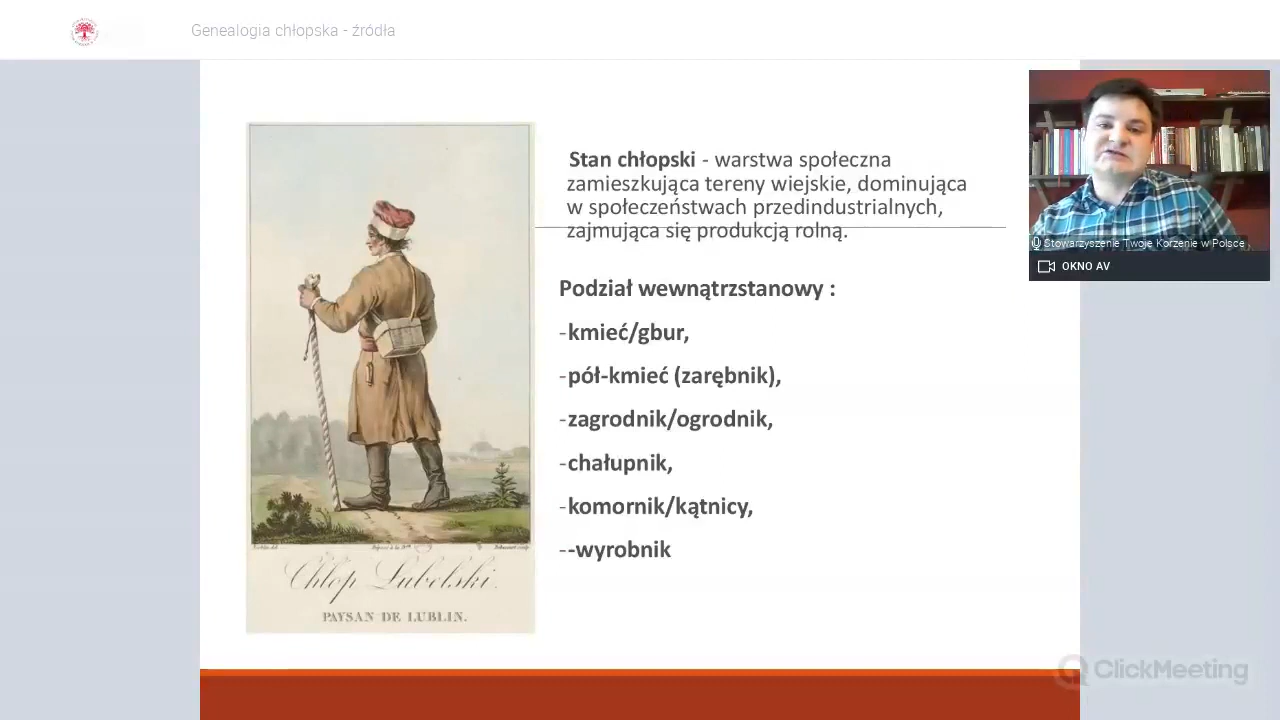 Genealogia chłopska - źródła
Stan chłopski - warstwa społeczna
zamieszkująca tereny wiejskie, dominująca
w społeczeństwach przedindustrialnych,
zajmująca się produkcją rolną.
Podział wewnątrzstanowy :
-kmieć/gbur,
-pół-kmieć (zarębnik),
-zagrodnik/ogrodnik,
-chałupnik,
-komornik/kątnicy,
--wyrobnik
Chłop Lubelski.
PAYSAN DE LUBLIN.
Stowarzyszenie Twoje Korzenie w Polsce
OKNO AV
ClickMeeting